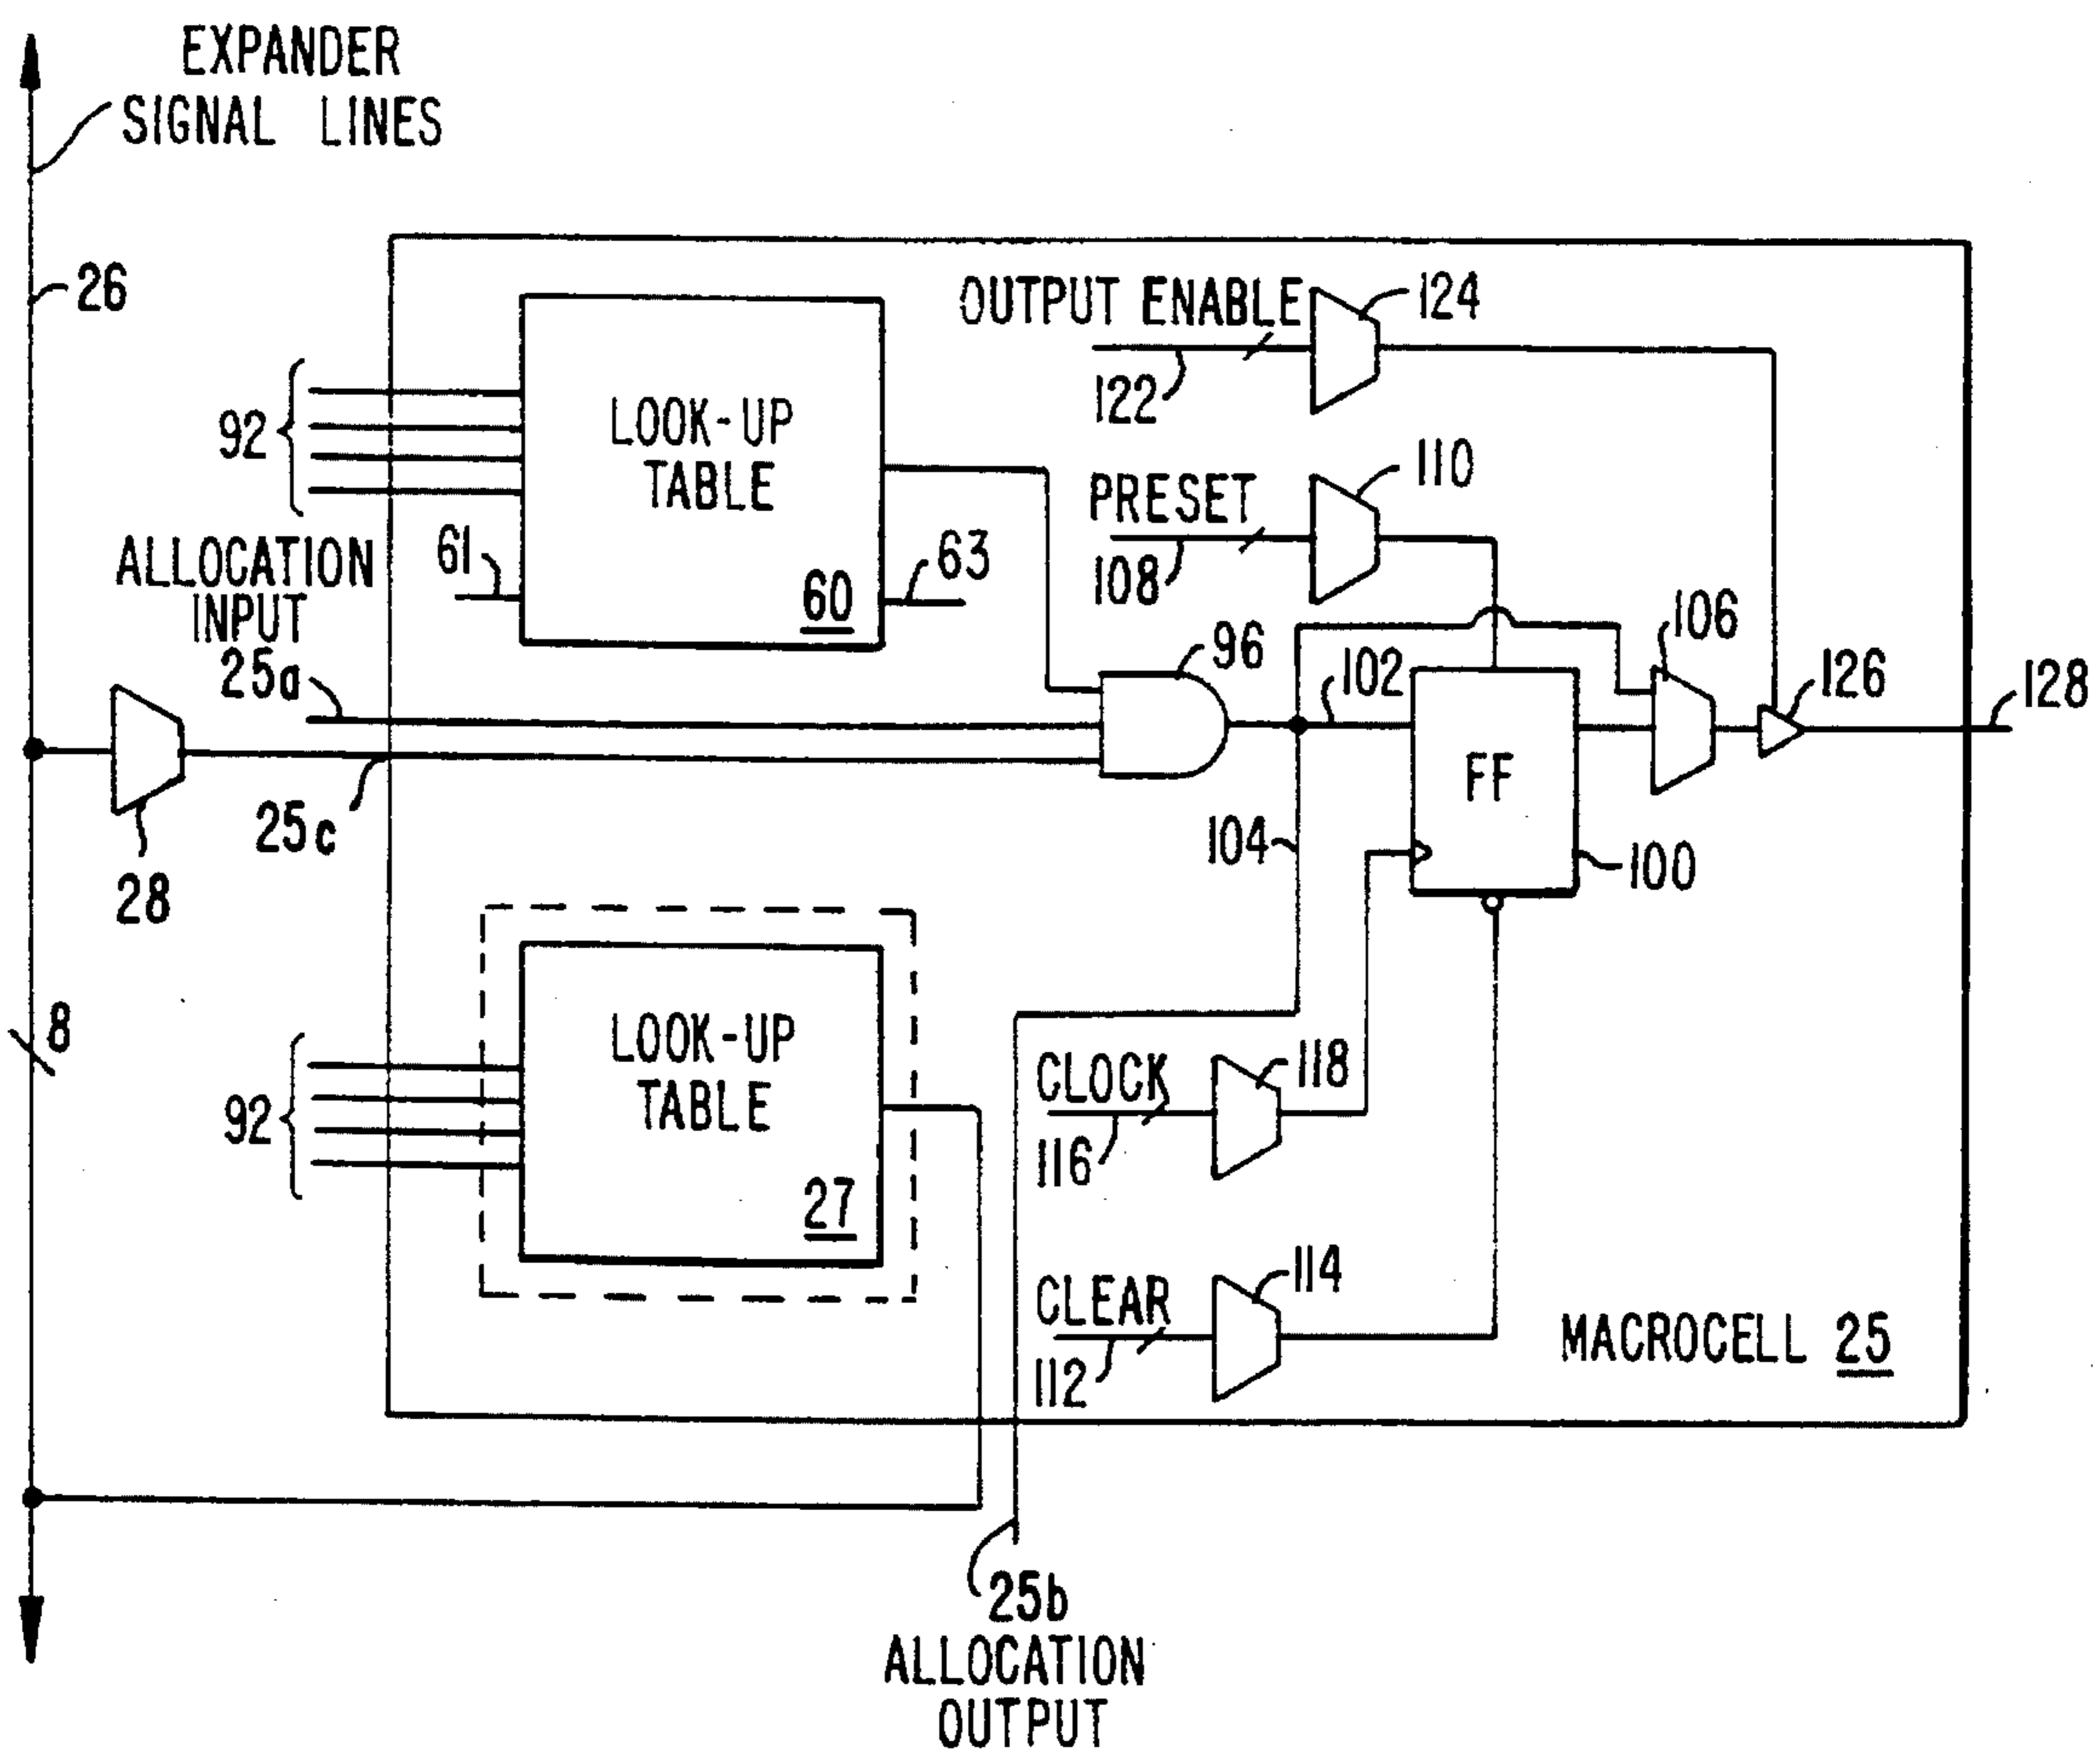 EXPANDER
SIGNAL LINES
26
OUTPUT ENABLE
124
92
LOOK-UP
TABLE
122
110
PRESET
61
63
ALLOCATION
INPUT
60
108
106
25a
96
102
126
128
FF
25c
104
100
28
8
LOOK-UP
TABLE
CLOCK
118
92
116
27
CLEAR
114
MACROCELL 25
112
25b
ALLOCATION
OUTPUT